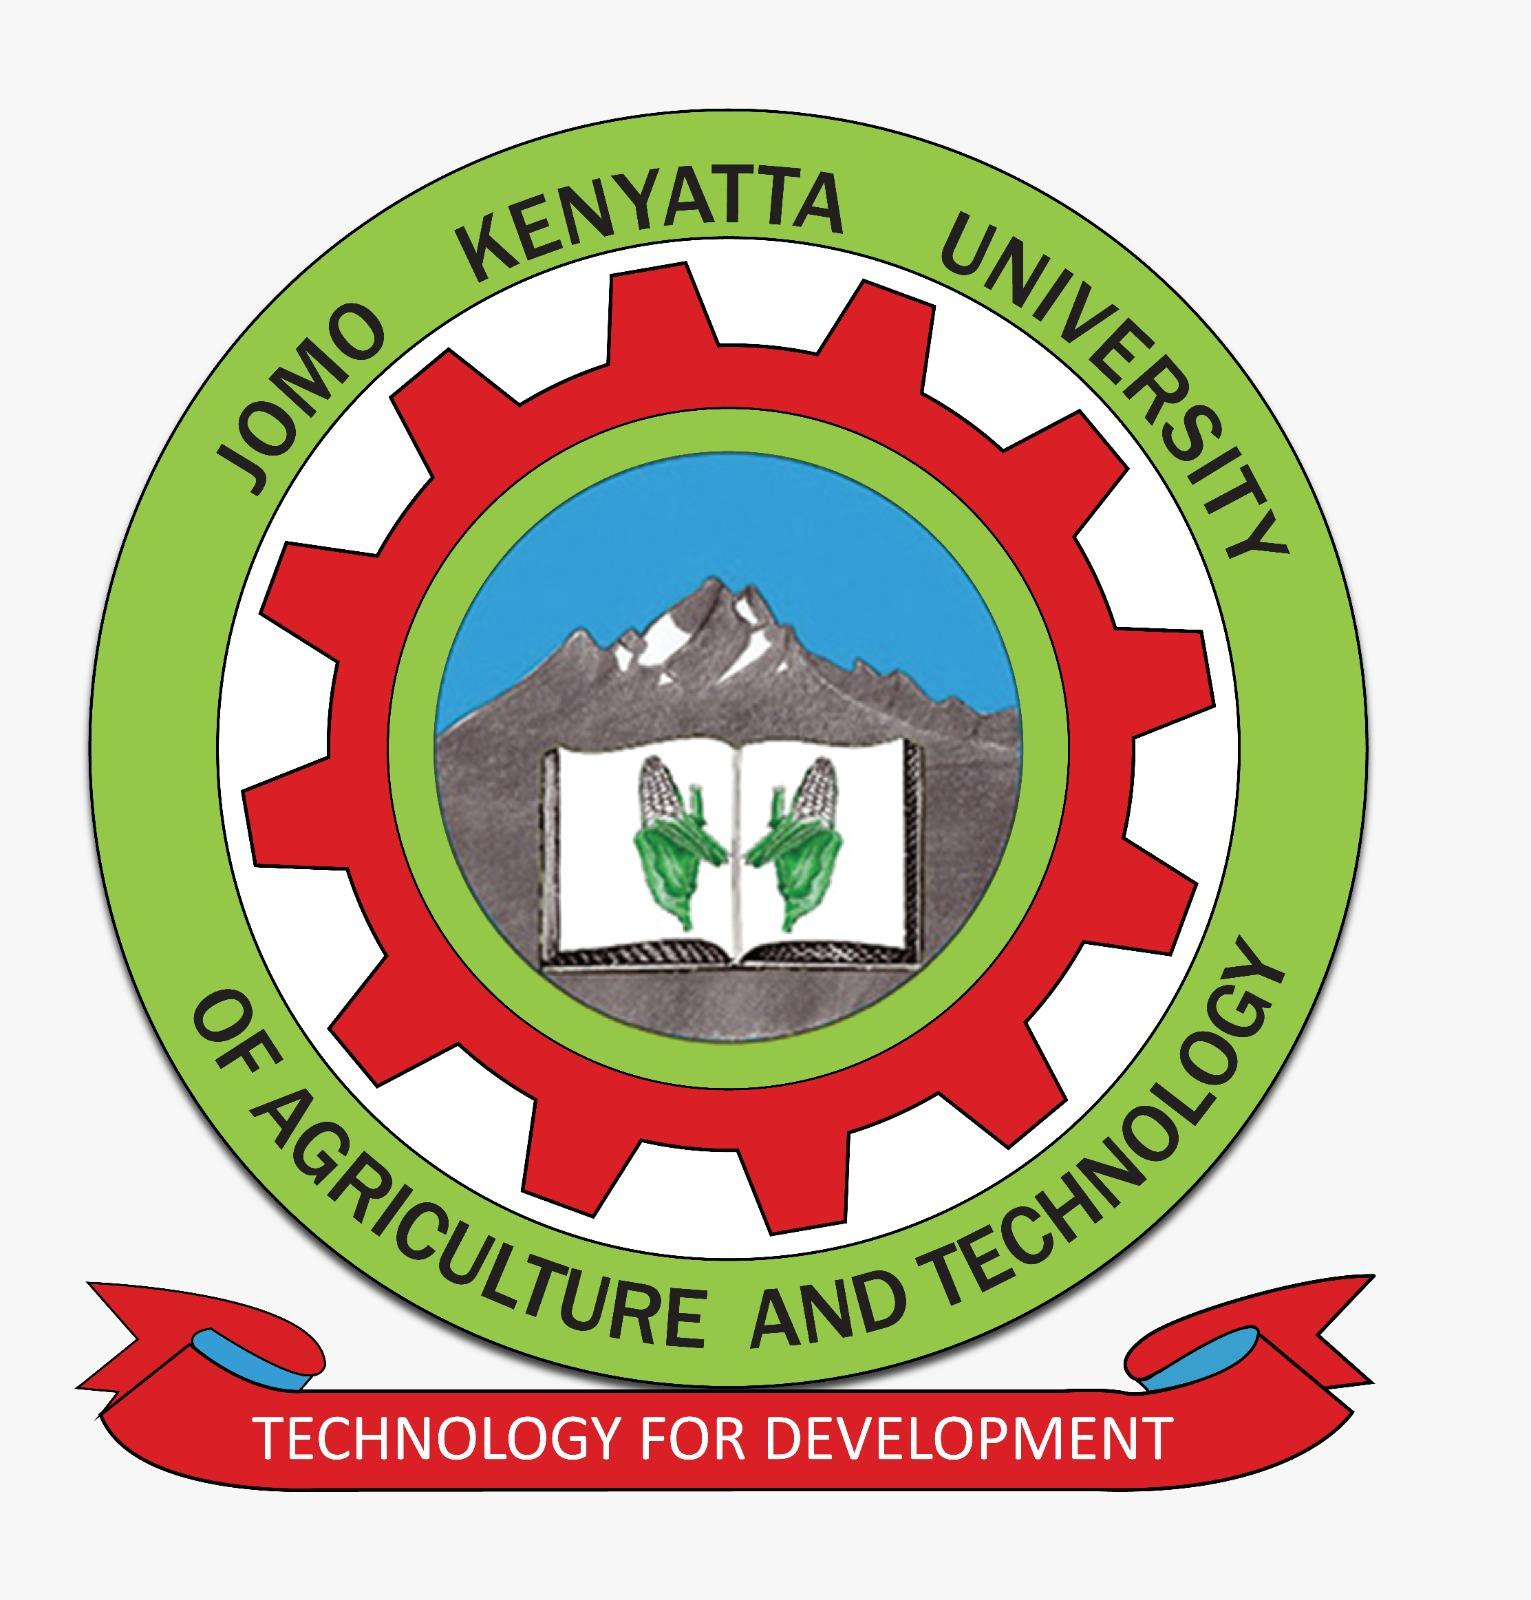 JOMO KENYATTA UNIVERSITY
OF AGRICULTURE AND TECHNOLOGY
TECHNOLOGY FOR DEVELOPMENT